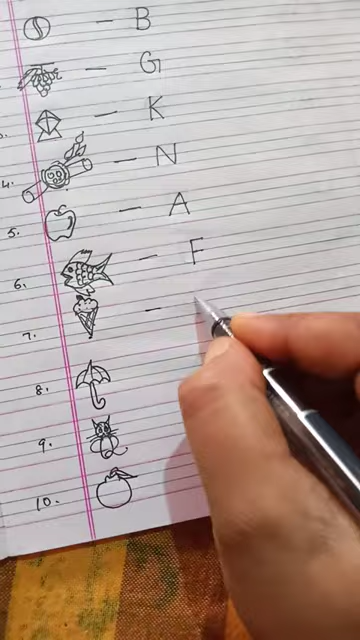 — B
— G
— K
4. — N
5. — A
6. — F
7. —
8.
9.
10.